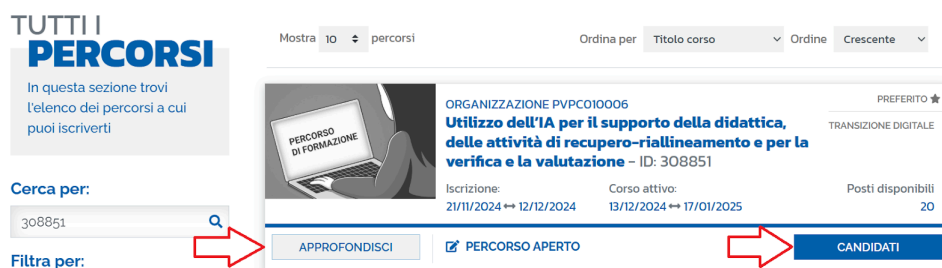 TUTTI I
PERCORSI
In questa sezione trovi
l'elenco dei percorsi a cui
puoi iscriverti
Cerca per:
308851
Filtra per:
Mostra 10 percorsi
Ordina per Titolo corso Ordine Crescente
PERCORSO
DI FORMAZIONE
ORGANIZZAZIONE PVPC010006
Utilizzo dell'IA per il supporto della didattica,
delle attività di recupero-riallineamento e per la
verifica e la valutazione – ID: 308851
PREFERITO
TRANSIZIONE DIGITALE
Iscrizione: Corso attivo: Posti disponibili
21/11/2024 ↔ 12/12/2024 13/12/2024 ↔ 17/01/2025 20
APPROFONDISCI PERCORSO APERTO CANDIDATI